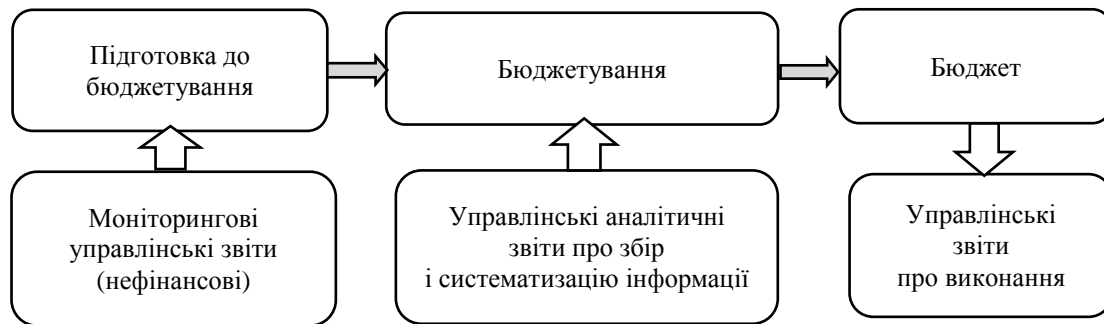 Підготовка до
бюджетування
Бюджетування
Бюджет
Моніторингові
управлінські звіти
(нефінансові)
Управлінські аналітичні
звіти про збір
і систематизацію інформації
Управлінські
звіти
про виконання